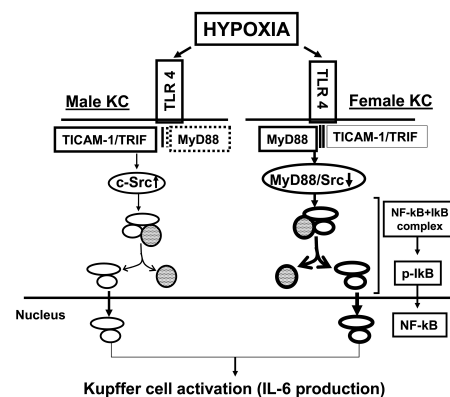 HYPOXIA
TLR 4
TLR 4
Male KC
Female KC
TICAM-1/TRIF
MyD88
MyD88
TICAM-1/TRIF
c-Src↑
MyD88/Src↓
NF-kB+IkB
complex
p-IkB
Nucleus
NF-kB
Kupffer cell activation (IL-6 production)